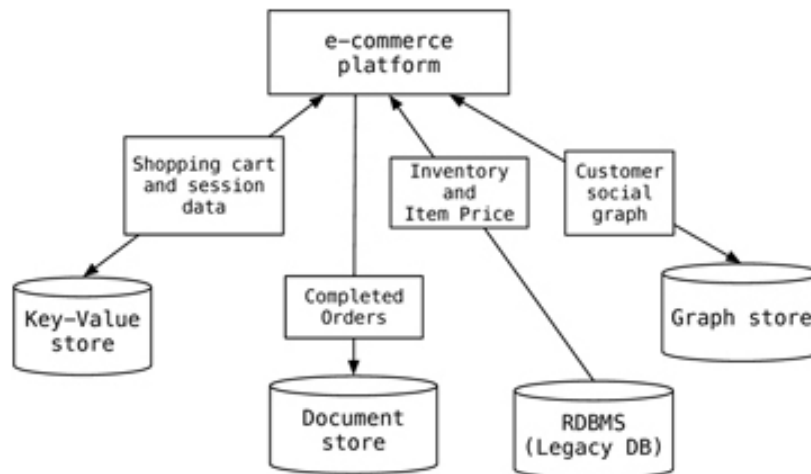 e-commerce
platform
Shopping cart
and session
data
Inventory
and
Item Price
Customer
social
graph
Key-Value
store
Completed
Orders
Graph store
Document
store
RDBMS
(Legacy DB)